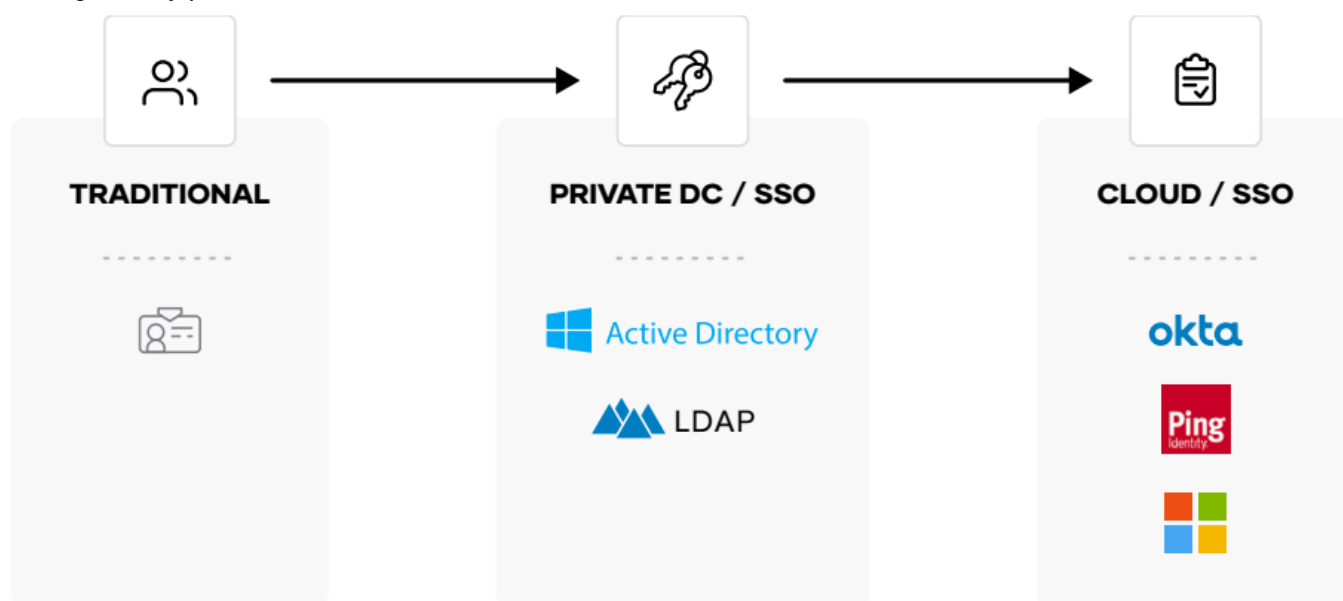 TRADITIONAL
PRIVATE DC / SSO
CLOUD / SSO
Active Directory
LDAP
okta
Ping
Identity.